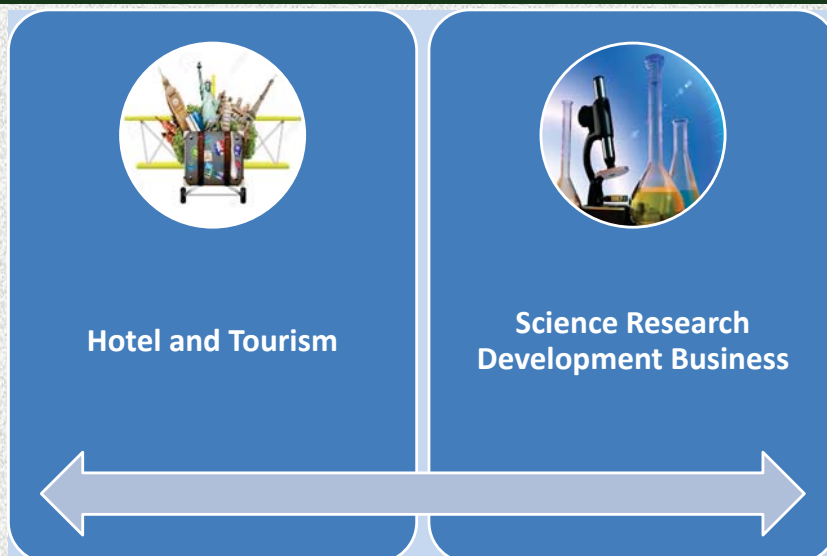 Hotel and Tourism
Science Research
Development Business